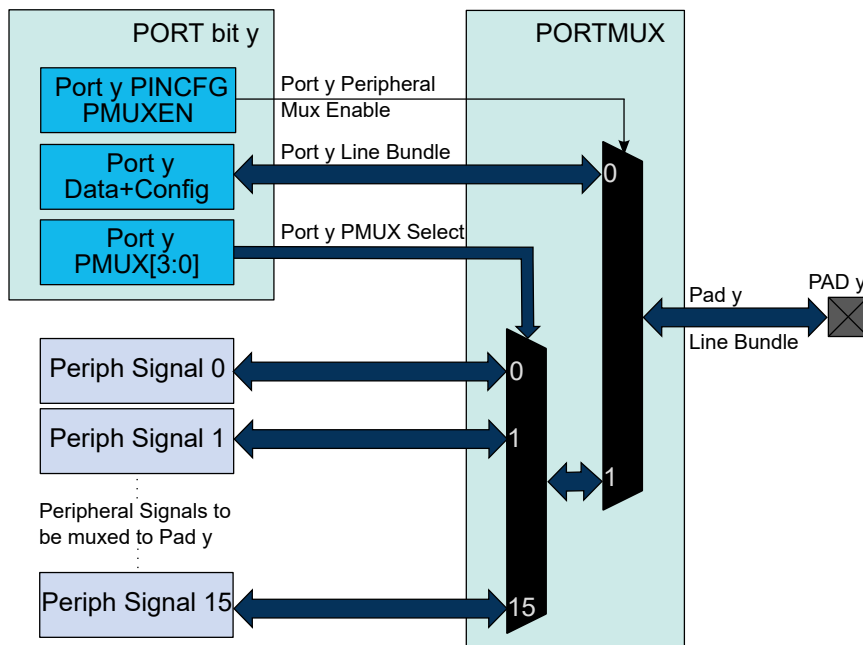 PORT bit y
PORTMUX
Port y PINCFG
PMUXEN
Port y Peripheral
Mux Enable
Port y
Data+Config
Port y Line Bundle
0
Port y
PMUX[3:0]
Port y PMUX Select
Pad y
Line Bundle
PAD y
Periph Signal 0
0
Periph Signal 1
1
1
Peripheral Signals to
be muxed to Pad y
Periph Signal 15
15